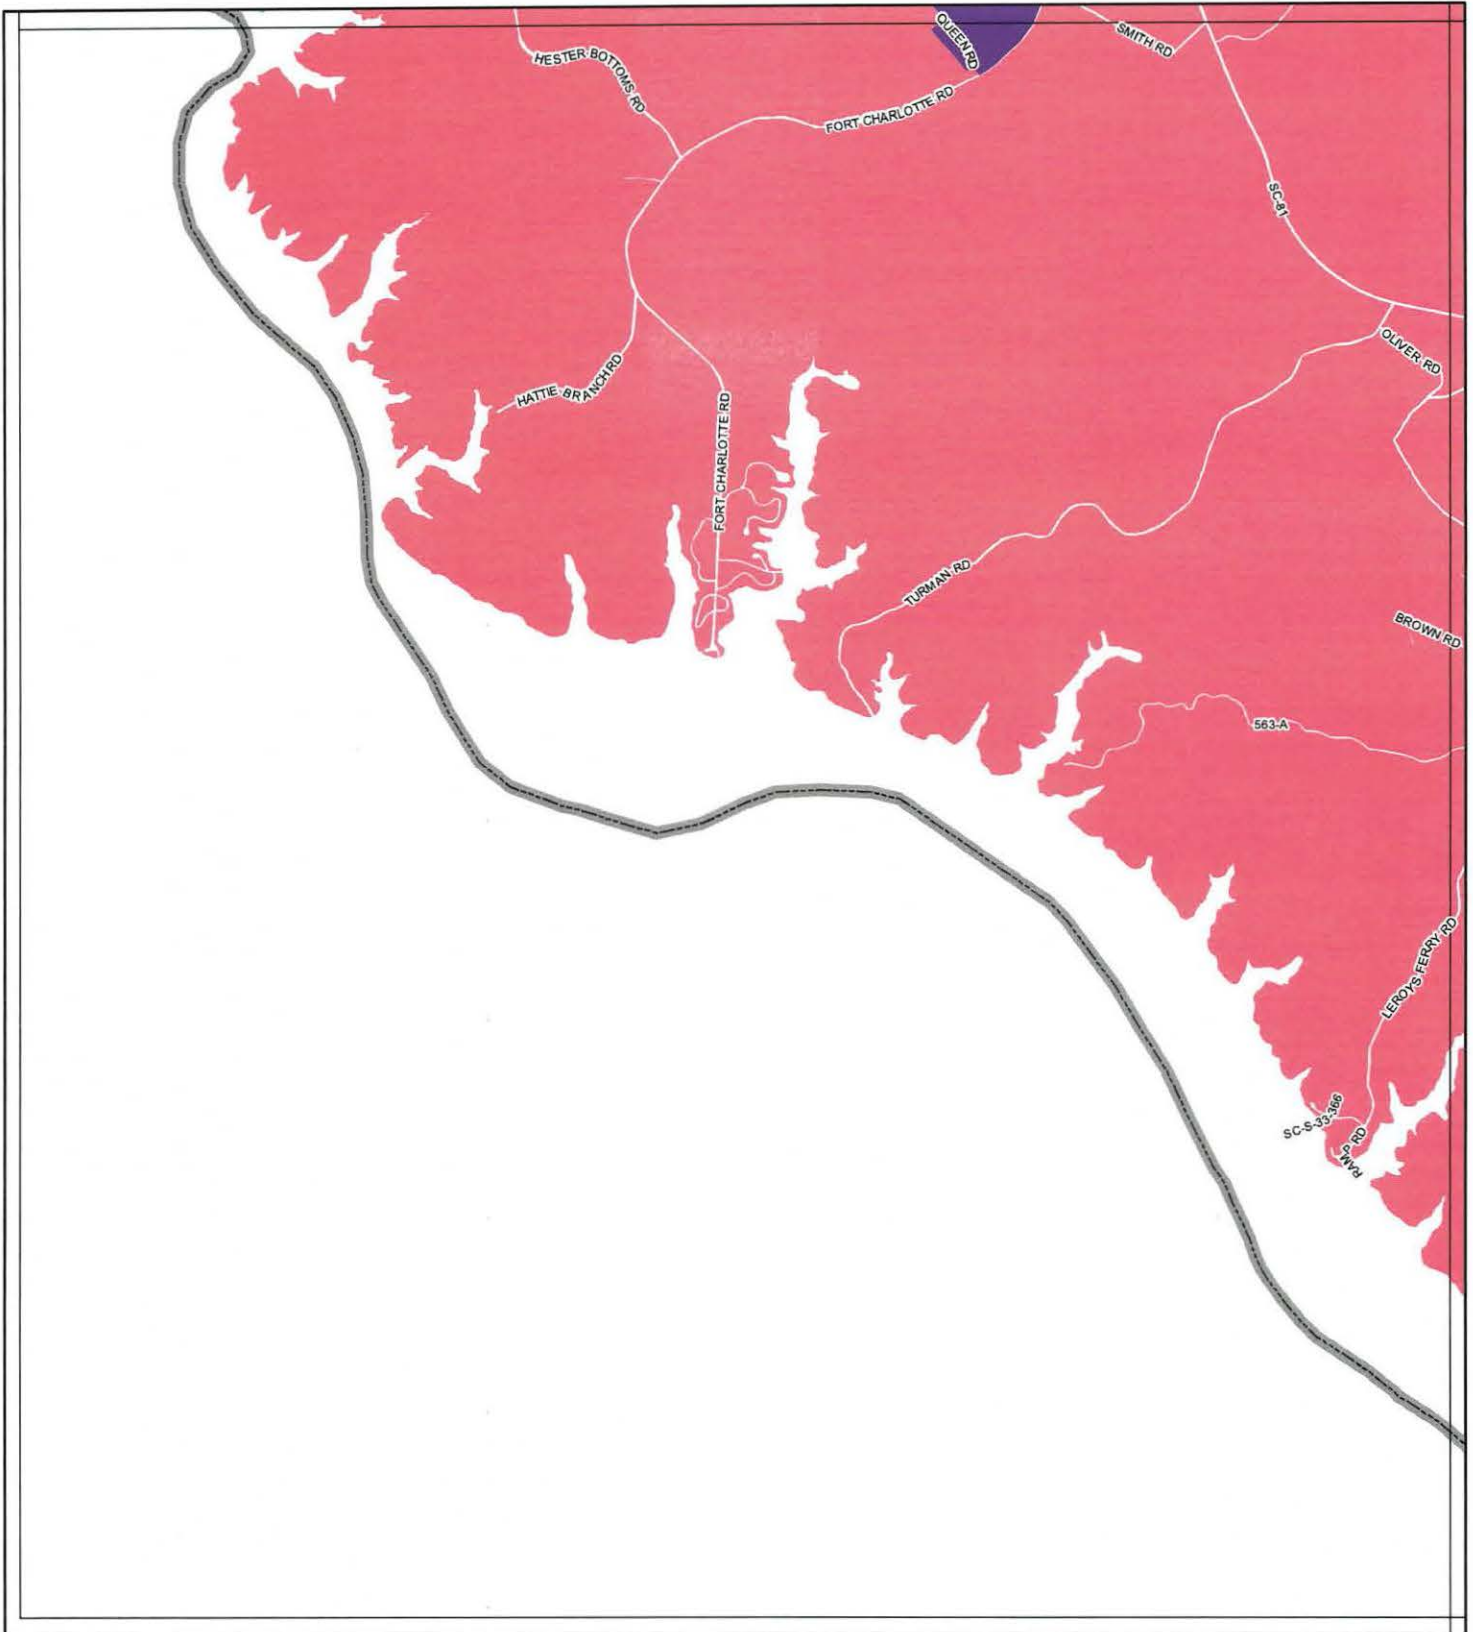 QUEEN RD
SMITH RD
HESTER BOTTOMS RD
FORT CHARLOTTE RD
SC-81
OLIVER RD
HATTIE BRANCH RD
FORT CHARLOTTE RD
TURMAN RD
BROWN RD
563-A
LEROYS FERRY RD
SC-S-33-366
RAMP RD